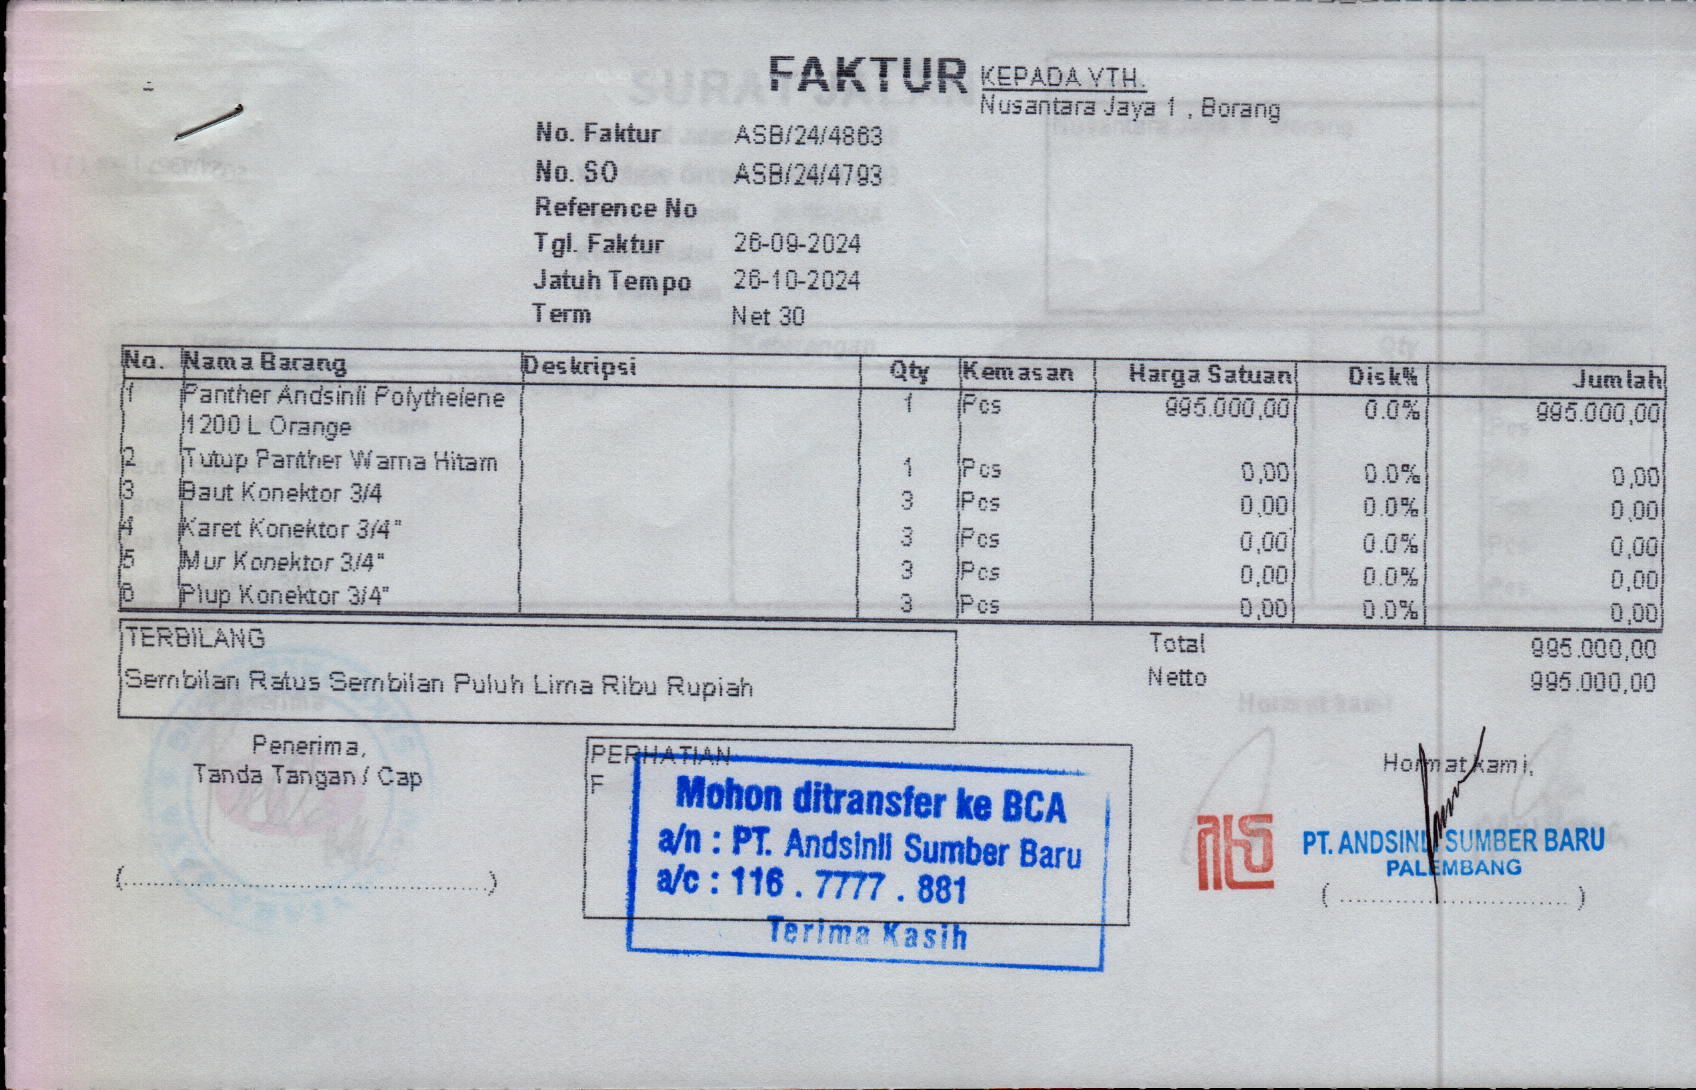 FAKTUR
KEPADA YTH.
Nusantara Jaya 1 , Borang
No. Faktur ASB/24/4863
No. SO ASB/24/4793
Reference No
Tgl. Faktur 26-09-2024
Jatuh Tempo 26-10-2024
Term Net 30
No. Nama Barang Deskripsi Qty Kemasan Harga Satuan Disk% Jumlah
1 Panther Andsinli Polythelene 1 Pcs 995.000,00 0.0% 995.000,00
1200 L Orange
2 Tutup Panther Warna Hitam 1 Pcs 0,00 0.0% 0,00
3 Baut Konektor 3/4 3 Pcs 0,00 0.0% 0,00
4 Karet Konektor 3/4" 3 Pcs 0,00 0.0% 0,00
5 Mur Konektor 3/4" 3 Pcs 0,00 0.0% 0,00
6 Plup Konektor 3/4" 3 Pcs 0,00 0.0% 0,00
TERBILANG
Sembilan Ratus Sembilan Puluh Lima Ribu Rupiah
Total 995.000,00
Netto 995.000,00
Penerima,
Tanda Tangan / Cap
PERHATIAN
F
Mohon ditransfer ke BCA
a/n : PT. Andsinli Sumber Baru
a/c : 116 . 7777 . 881
Terima Kasih
Hormat kami,
PT. ANDSINLI SUMBER BARU
PALEMBANG